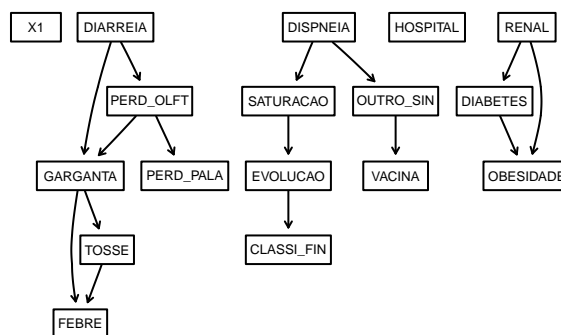 X1 DIARREIA DISPNEIA HOSPITAL RENAL
PERD_OLFT SATURACAO OUTRO_SIN DIABETES
GARGANTA PERD_PALA EVOLUCAO VACINA OBESIDADE
TOSSE CLASSI_FIN
FEBRE